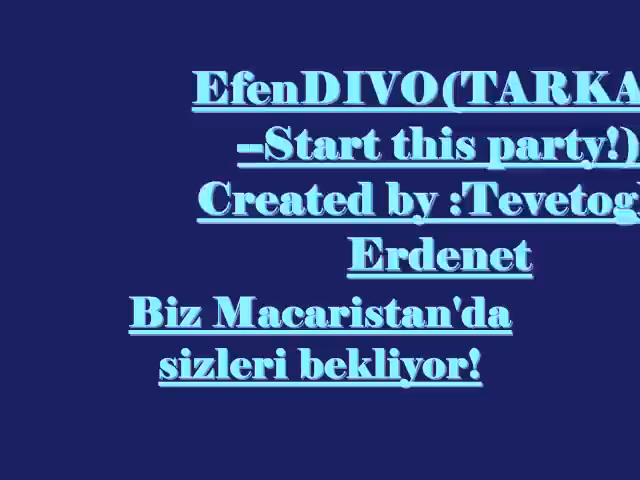 EfenDIVO(TARKA
--Start this party!)
Created by :Tevetog
Erdenet
Biz Macaristan'da
sizleri bekliyor!